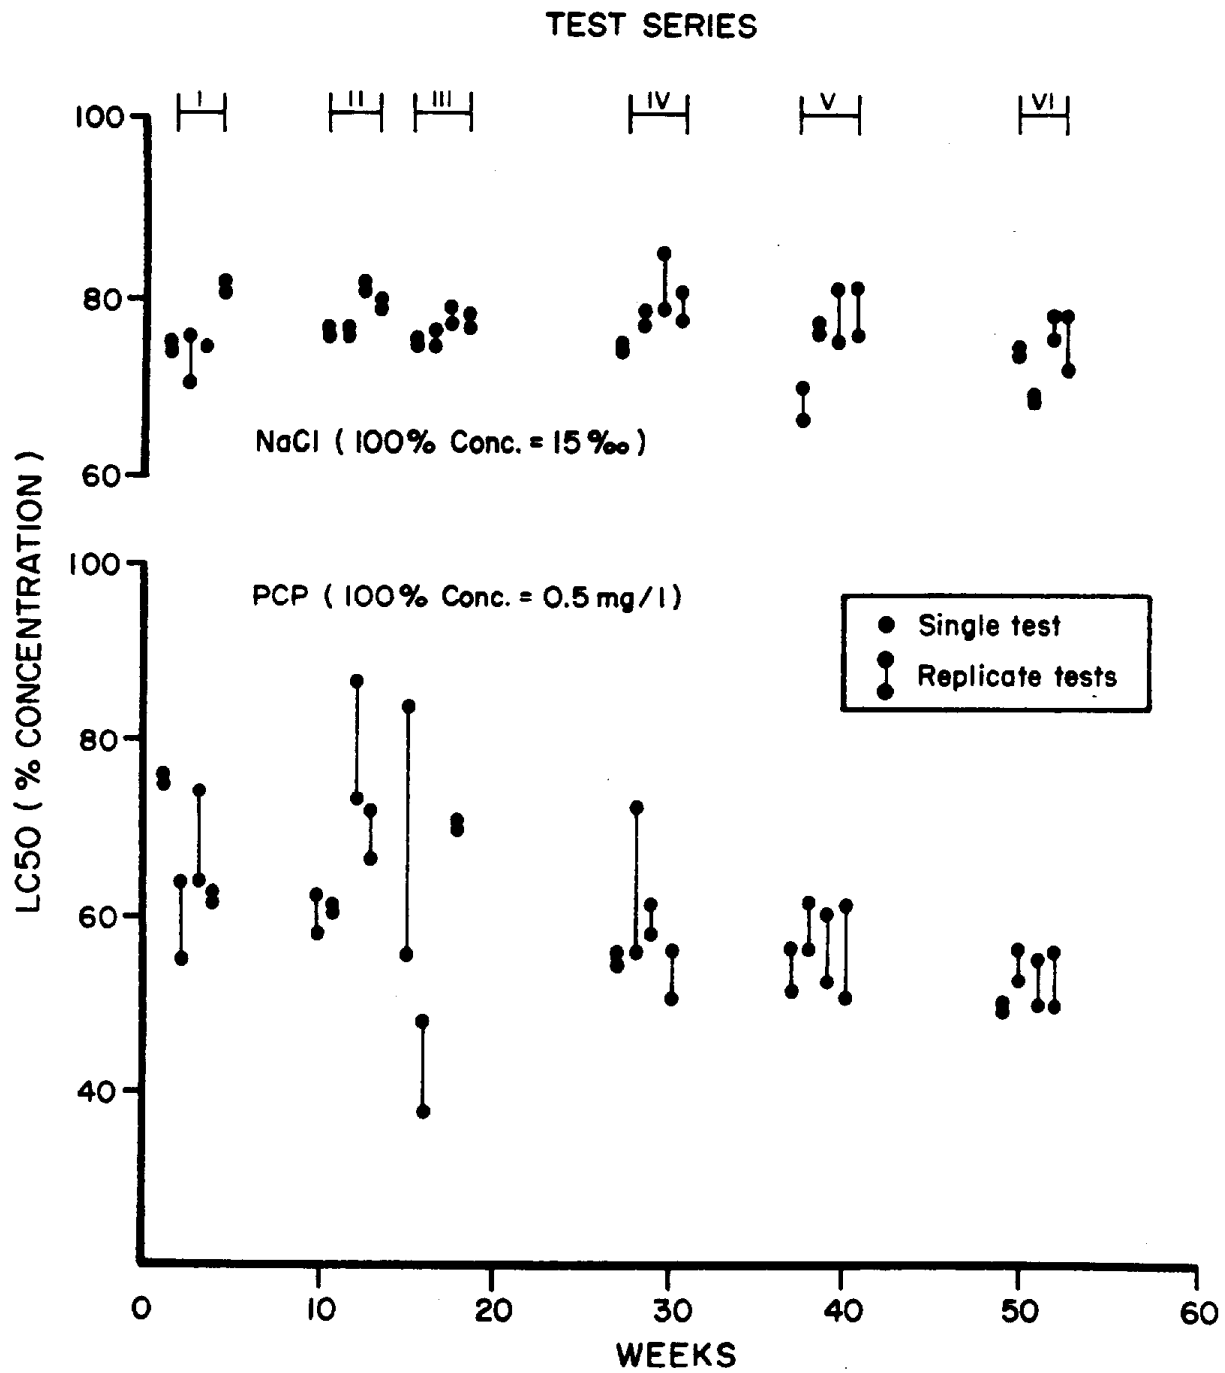 TEST SERIES
I II III IV V VI
100
80
60
NaCl ( 100% Conc. = 15 ‰ )
LC50 ( % CONCENTRATION )
100
80
60
40
PCP ( 100% Conc. = 0.5 mg/l )
Single test
Replicate tests
0 10 20 30 40 50 60
WEEKS